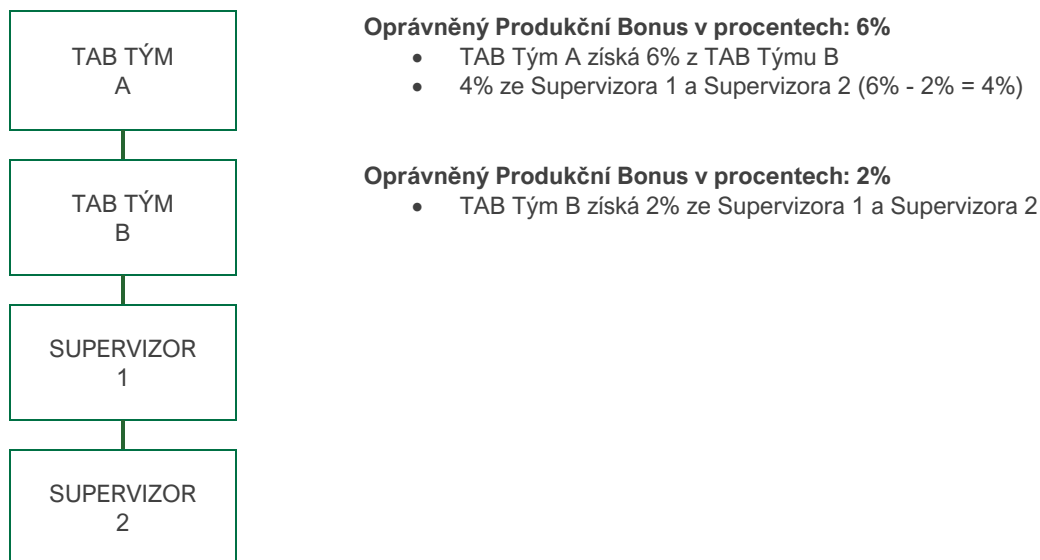 TAB TÝM
A
Oprávněný Produkční Bonus v procentech: 6%
• TAB Tým A získá 6% z TAB Týmu B
• 4% ze Supervizora 1 a Supervizora 2 (6% - 2% = 4%)
TAB TÝM
B
Oprávněný Produkční Bonus v procentech: 2%
• TAB Tým B získá 2% ze Supervizora 1 a Supervizora 2
SUPERVIZOR
1
SUPERVIZOR
2